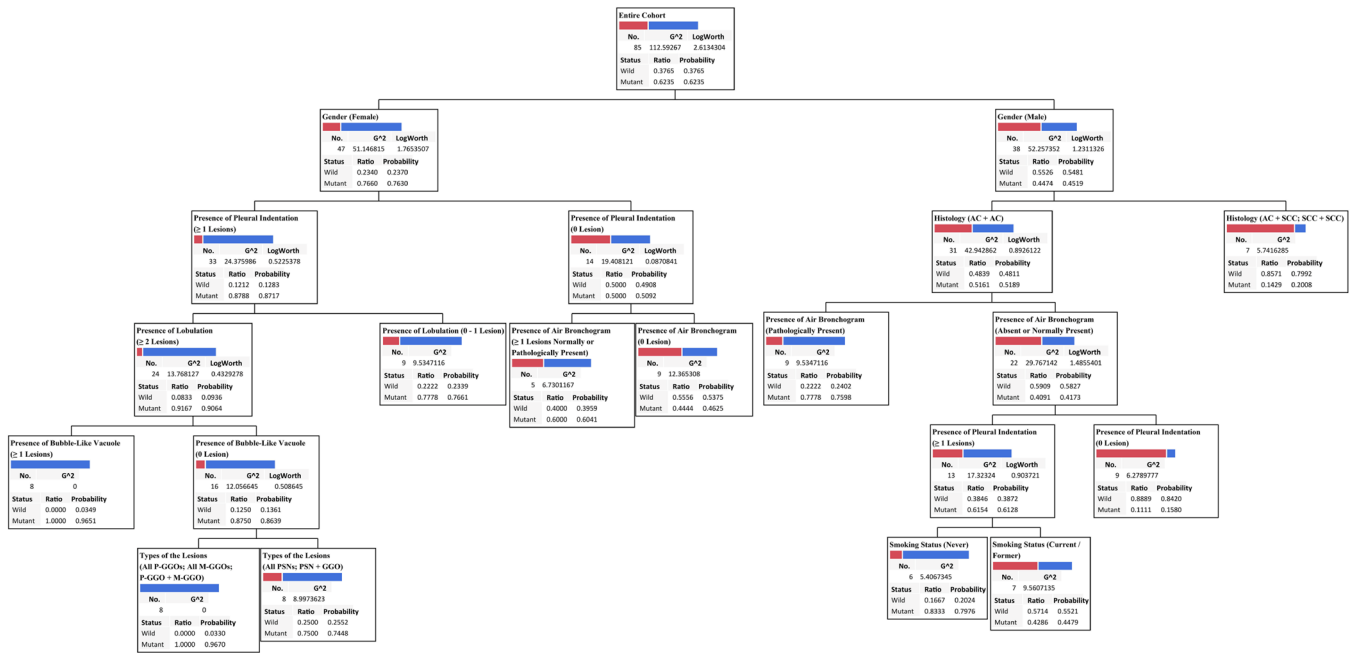 Entire Cohort
No. G^2 LogWorth
85 112.59267 2.6134304
Status Ratio Probability
Wild 0.3765 0.3765
Mutant 0.6235 0.6235
Gender (Female)
No. G^2 LogWorth
47 51.146815 1.7653507
Status Ratio Probability
Wild 0.2340 0.2370
Mutant 0.7660 0.7630
Gender (Male)
No. G^2 LogWorth
38 52.257352 1.2311326
Status Ratio Probability
Wild 0.5526 0.5481
Mutant 0.4474 0.4519
Presence of Pleural Indentation
(≥ 1 Lesions)
No. G^2 LogWorth
33 24.375986 0.5225378
Status Ratio Probability
Wild 0.1212 0.1283
Mutant 0.8788 0.8717
Presence of Pleural Indentation
(0 Lesion)
No. G^2 LogWorth
14 19.408121 0.0870841
Status Ratio Probability
Wild 0.5000 0.4908
Mutant 0.5000 0.5092
Histology (AC + AC)
No. G^2 LogWorth
31 42.942862 0.8926122
Status Ratio Probability
Wild 0.4839 0.4811
Mutant 0.5161 0.5189
Histology (AC + SCC; SCC + SCC)
No. G^2
7 5.7416285
Status Ratio Probability
Wild 0.8571 0.7992
Mutant 0.1429 0.2008
Presence of Lobulation
(≥ 2 Lesions)
No. G^2 LogWorth
24 13.768127 0.4329278
Status Ratio Probability
Wild 0.0833 0.0936
Mutant 0.9167 0.9064
Presence of Lobulation (0 - 1 Lesion)
No. G^2
9 9.5347116
Status Ratio Probability
Wild 0.2222 0.2339
Mutant 0.7778 0.7661
Presence of Air Bronchogram
(≥ 1 Lesions Normally or
Pathologically Present)
No. G^2
5 6.7301167
Status Ratio Probability
Wild 0.4000 0.3959
Mutant 0.6000 0.6041
Presence of Air Bronchogram
(0 Lesion)
No. G^2
9 12.365308
Status Ratio Probability
Wild 0.5556 0.5375
Mutant 0.4444 0.4625
Presence of Air Bronchogram
(Pathologically Present)
No. G^2
9 9.5347116
Status Ratio Probability
Wild 0.2222 0.2402
Mutant 0.7778 0.7598
Presence of Air Bronchogram
(Absent or Normally Present)
No. G^2 LogWorth
22 29.767142 1.4855401
Status Ratio Probability
Wild 0.5909 0.5827
Mutant 0.4091 0.4173
Presence of Bubble-Like Vacuole
(≥ 1 Lesions)
No. G^2
8 0
Status Ratio Probability
Wild 0.0000 0.0349
Mutant 1.0000 0.9651
Presence of Bubble-Like Vacuole
(0 Lesion)
No. G^2 LogWorth
16 12.056645 0.508645
Status Ratio Probability
Wild 0.1250 0.1361
Mutant 0.8750 0.8639
Presence of Pleural Indentation
(≥ 1 Lesions)
No. G^2 LogWorth
13 17.32324 0.903721
Status Ratio Probability
Wild 0.3846 0.3872
Mutant 0.6154 0.6128
Presence of Pleural Indentation
(0 Lesion)
No. G^2
9 6.2789777
Status Ratio Probability
Wild 0.8889 0.8420
Mutant 0.1111 0.1580
Types of the Lesions
(All P-GGOs; All M-GGOs;
P-GGO + M-GGO)
No. G^2
8 0
Status Ratio Probability
Wild 0.0000 0.0330
Mutant 1.0000 0.9670
Types of the Lesions
(All PSNs; PSN + GGO)
No. G^2
8 8.9973623
Status Ratio Probability
Wild 0.2500 0.2552
Mutant 0.7500 0.7448
Smoking Status (Never)
No. G^2
6 5.4067345
Status Ratio Probability
Wild 0.1667 0.2024
Mutant 0.8333 0.7976
Smoking Status (Current /
Former)
No. G^2
7 9.5607135
Status Ratio Probability
Wild 0.5714 0.5521
Mutant 0.4286 0.4479